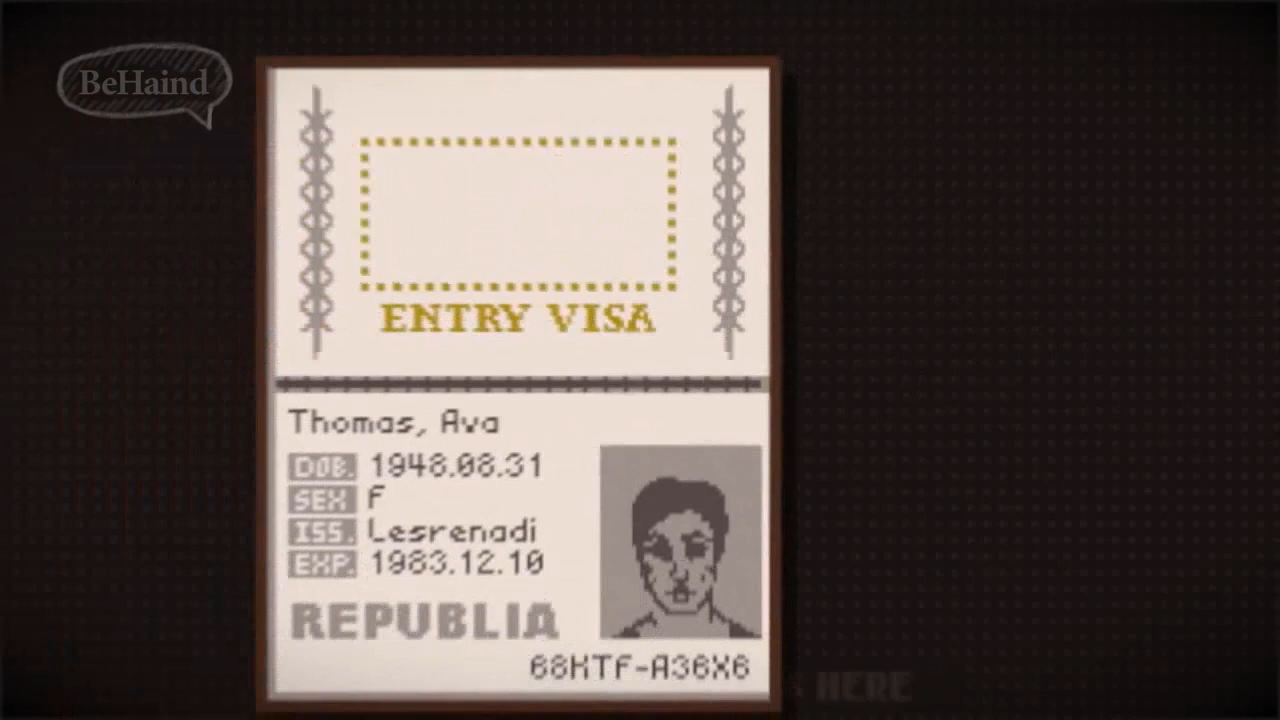 BeHaind
ENTRY VISA
Thomas, Ava
DOB. 1948.08.31
SEX F
ISS. Lesrenadi
EXP. 1983.12.10
REPUBLIA
68KTF-A36X6
HERE